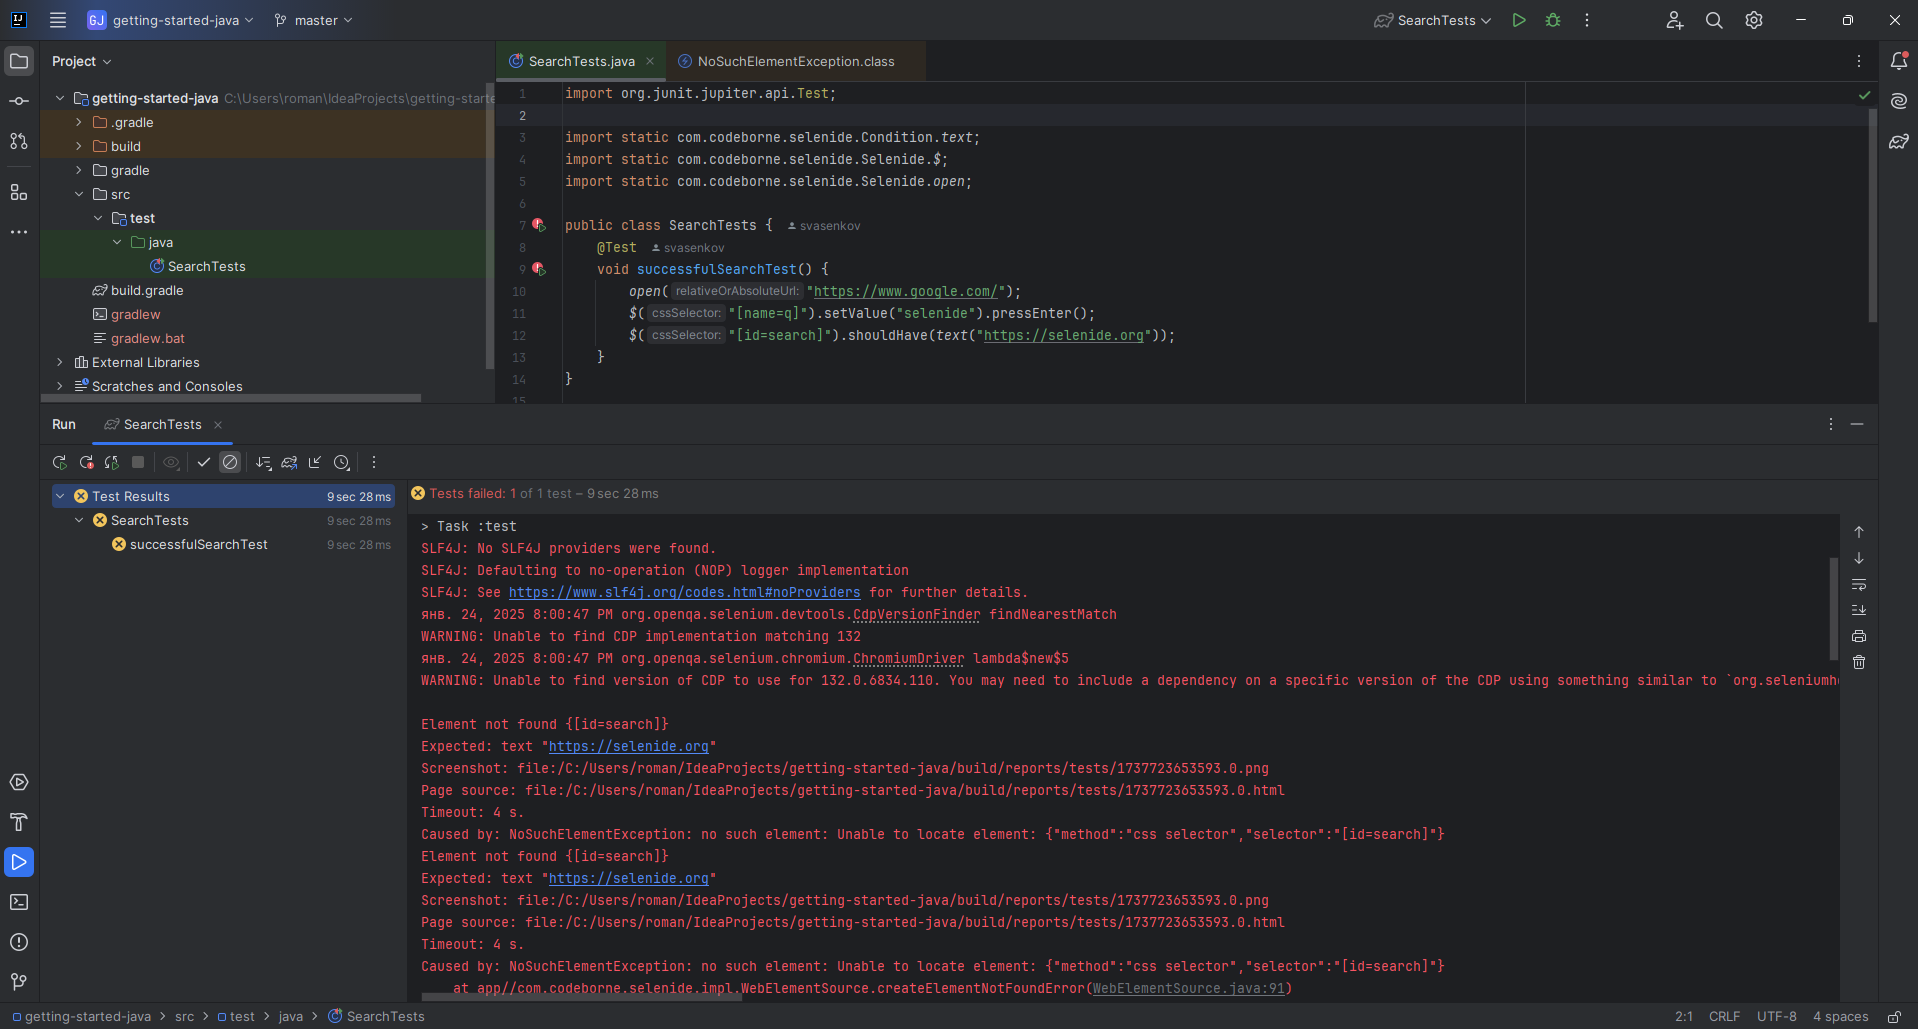 GJ getting-started-java master SearchTests
Project
SearchTests.java NoSuchElementException.class
getting-started-java C:\Users\roman\IdeaProjects\getting-starte
.gradle
build
gradle
src
test
java
SearchTests
build.gradle
gradlew
gradlew.bat
External Libraries
Scratches and Consoles
1 import org.junit.jupiter.api.Test;
2
3 import static com.codeborne.selenide.Condition.text;
4 import static com.codeborne.selenide.Selenide.$;
5 import static com.codeborne.selenide.Selenide.open;
6
7 public class SearchTests { svasenkov
8 @Test svasenkov
9 void successfulSearchTest() {
10 open( relativeOrAbsoluteUrl: "https://www.google.com/");
11 $( cssSelector: "[name=q]").setValue("selenide").pressEnter();
12 $( cssSelector: "[id=search]").shouldHave(text("https://selenide.org"));
13 }
14 }
15
Run SearchTests
Test Results 9 sec 28 ms
SearchTests 9 sec 28 ms
successfulSearchTest 9 sec 28 ms
Tests failed: 1 of 1 test – 9 sec 28 ms
> Task :test
SLF4J: No SLF4J providers were found.
SLF4J: Defaulting to no-operation (NOP) logger implementation
SLF4J: See https://www.slf4j.org/codes.html#noProviders for further details.
янв. 24, 2025 8:00:47 PM org.openqa.selenium.devtools.CdpVersionFinder findNearestMatch
WARNING: Unable to find CDP implementation matching 132
янв. 24, 2025 8:00:47 PM org.openqa.selenium.chromium.ChromiumDriver lambda$new$5
WARNING: Unable to find version of CDP to use for 132.0.6834.110. You may need to include a dependency on a specific version of the CDP using something similar to `org.seleniumh
Element not found {[id=search]}
Expected: text "https://selenide.org"
Screenshot: file:/C:/Users/roman/IdeaProjects/getting-started-java/build/reports/tests/1737723653593.0.png
Page source: file:/C:/Users/roman/IdeaProjects/getting-started-java/build/reports/tests/1737723653593.0.html
Timeout: 4 s.
Caused by: NoSuchElementException: no such element: Unable to locate element: {"method":"css selector","selector":"[id=search]"}
Element not found {[id=search]}
Expected: text "https://selenide.org"
Screenshot: file:/C:/Users/roman/IdeaProjects/getting-started-java/build/reports/tests/1737723653593.0.png
Page source: file:/C:/Users/roman/IdeaProjects/getting-started-java/build/reports/tests/1737723653593.0.html
Timeout: 4 s.
Caused by: NoSuchElementException: no such element: Unable to locate element: {"method":"css selector","selector":"[id=search]"}
at app//com.codeborne.selenide.impl.WebElementSource.createElementNotFoundError(WebElementSource.java:91)
getting-started-java > src > test > java > SearchTests 2:1 CRLF UTF-8 4 spaces